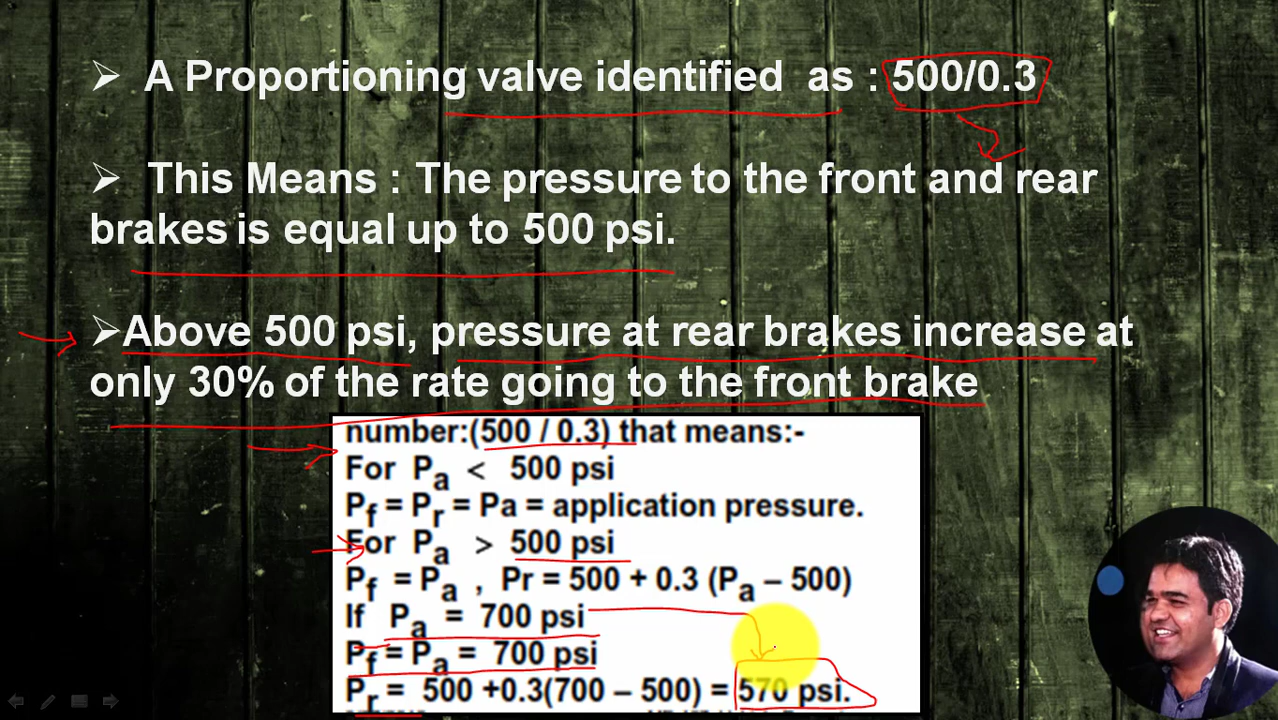 ➢ A Proportioning valve identified as : 500/0.3
➢ This Means : The pressure to the front and rear
brakes is equal up to 500 psi.
➢Above 500 psi, pressure at rear brakes increase at
only 30% of the rate going to the front brake
number:(500 / 0.3) that means:-
For Pa < 500 psi
Pf = Pr = Pa = application pressure.
For Pa > 500 psi
Pf = Pa , Pr = 500 + 0.3 (Pa – 500)
If Pa = 700 psi
Pf = Pa = 700 psi
Pr = 500 +0.3(700 – 500) = 570 psi.